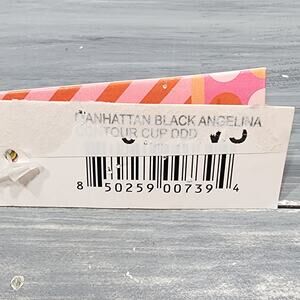 MANHATTAN BLACK ANGELINA
TOUR CUP DDD
8 50259 00739 4